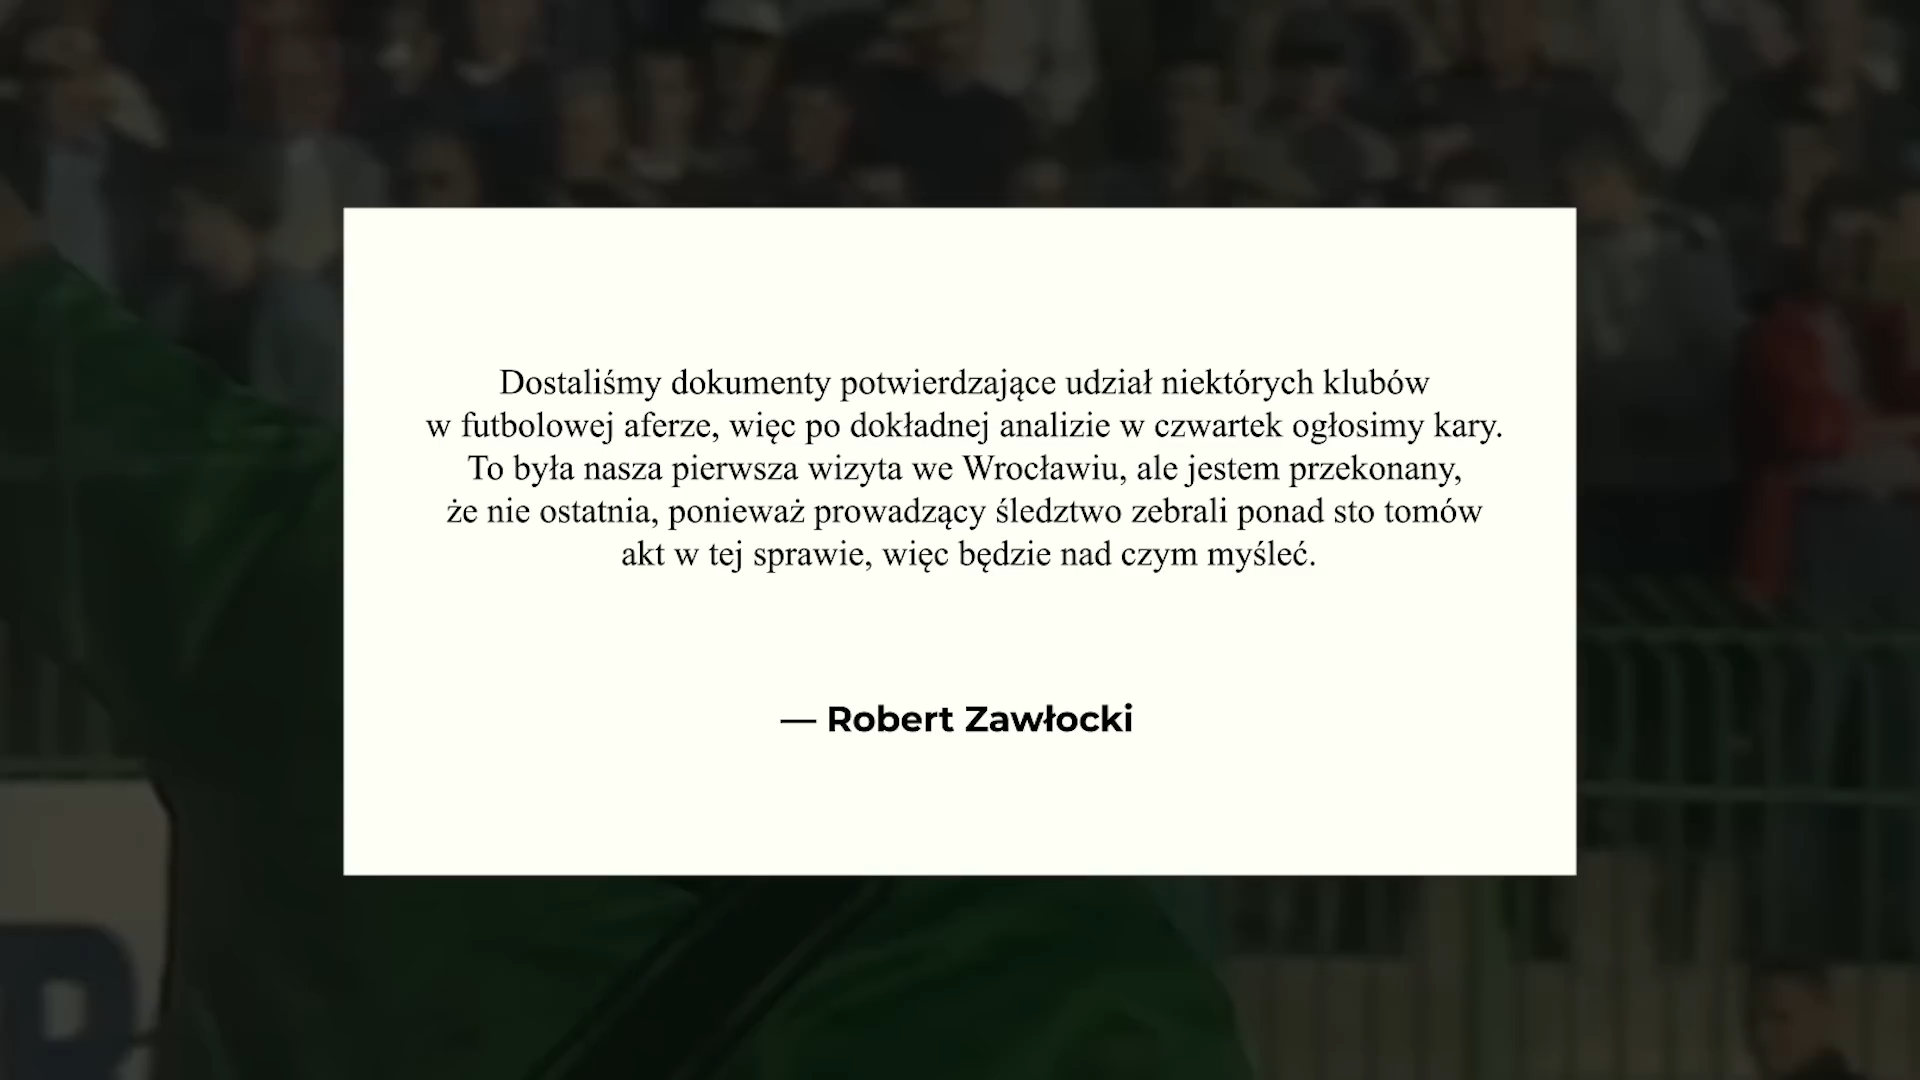 Dostaliśmy dokumenty potwierdzające udział niektórych klubów
w futbolowej aferze, więc po dokładnej analizie w czwartek ogłosimy kary.
To była nasza pierwsza wizyta we Wrocławiu, ale jestem przekonany,
że nie ostatnia, ponieważ prowadzący śledztwo zebrali ponad sto tomów
akt w tej sprawie, więc będzie nad czym myśleć.
— Robert Zawłocki